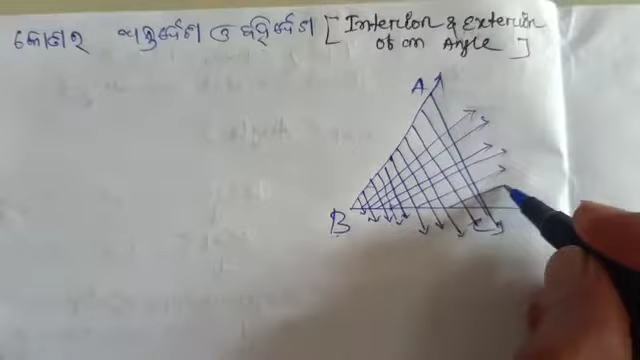 କୋଣର ଅନ୍ତର୍ଦେଶ ଓ ବହିର୍ଦେଶ [ Interior & Exterior
of an Angle ]
A
B